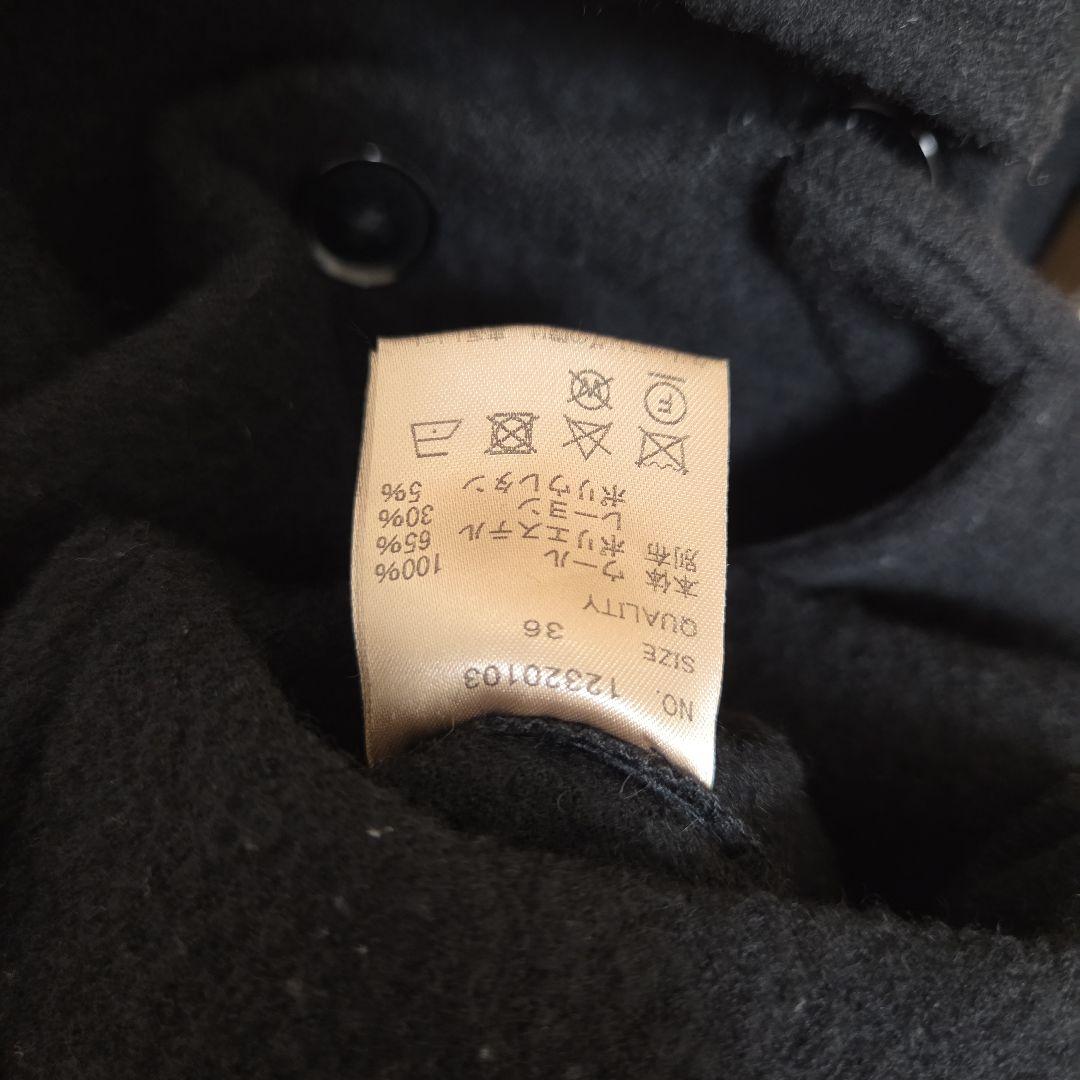 NO. 12320103
SIZE 36
QUALITY
本体 ウール 100%
別布 ポリエステル 65%
レーヨン 30%
ポリウレタン 5%
F W